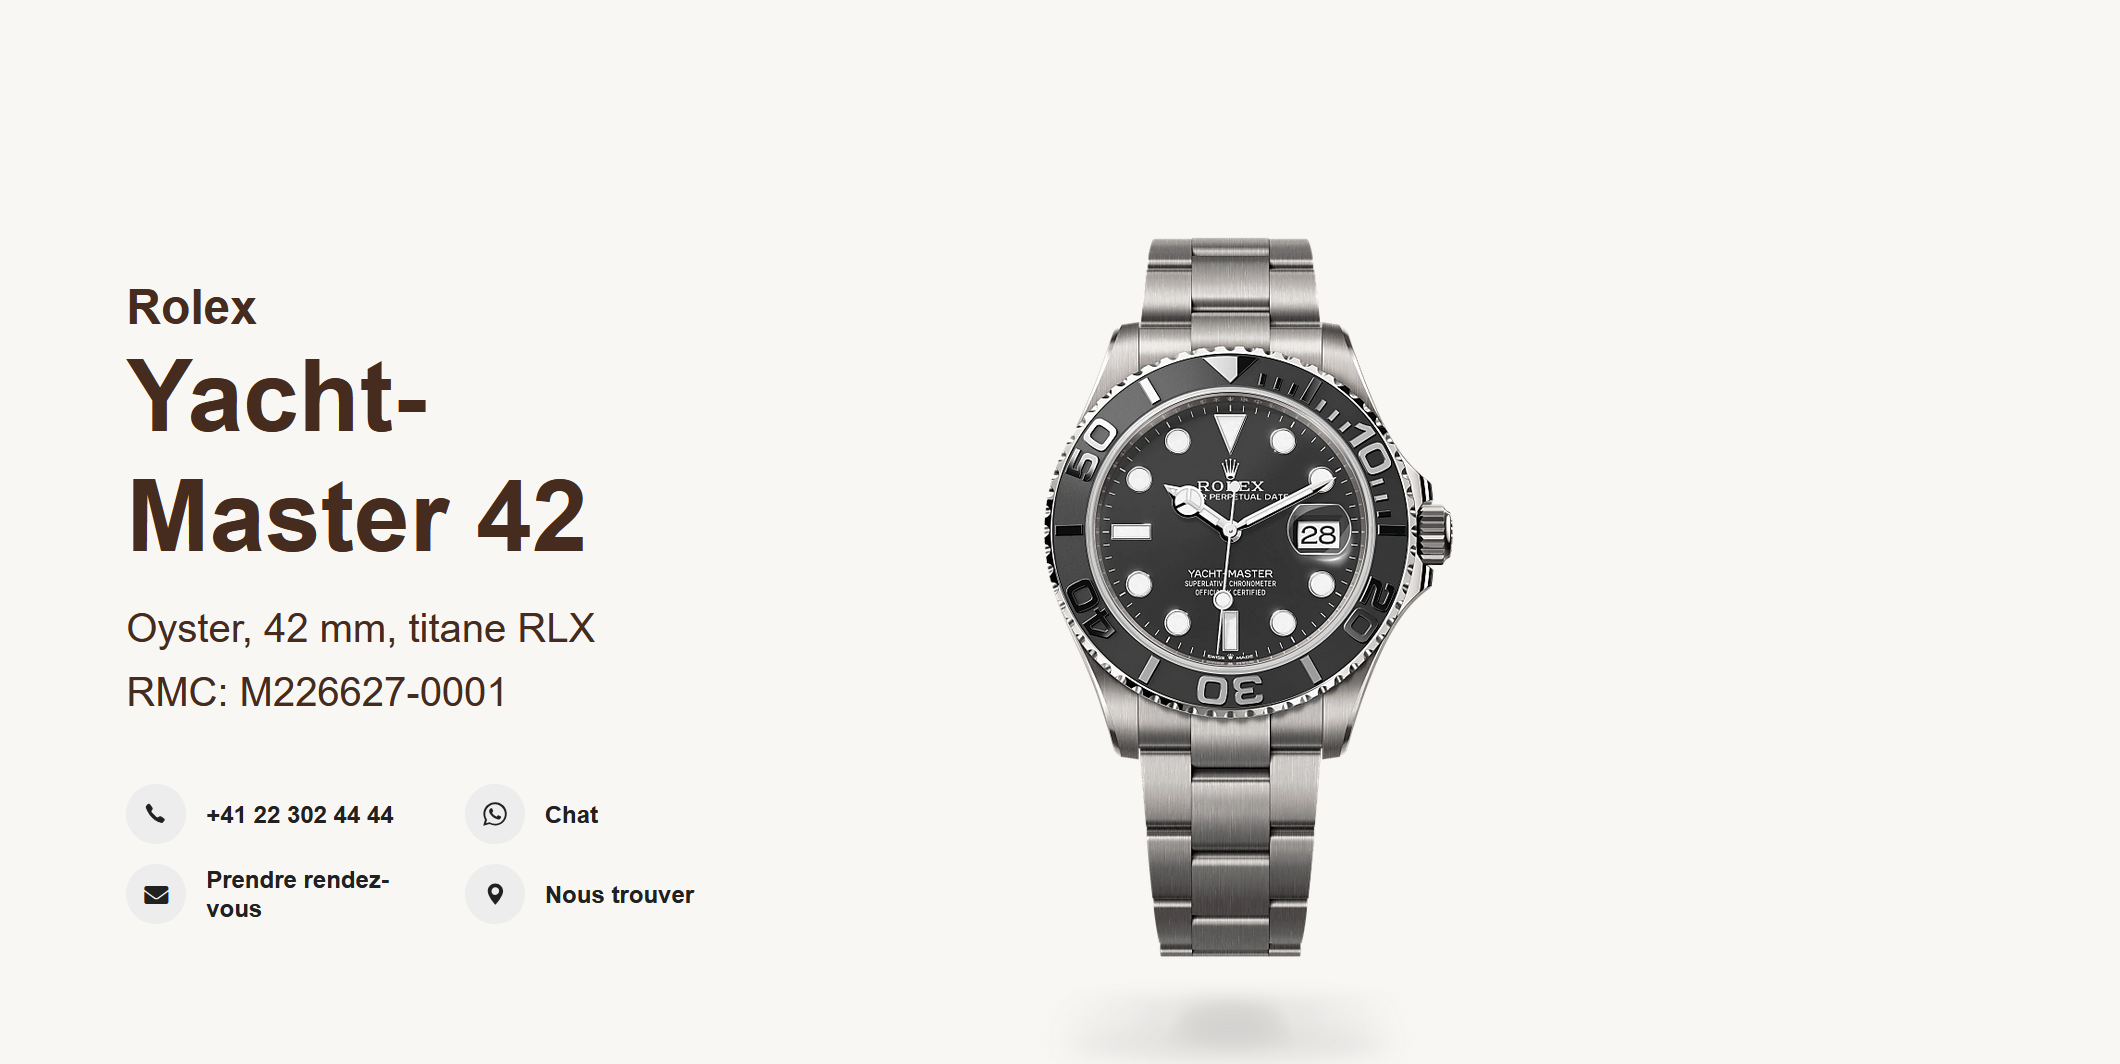 Rolex
Yacht-
Master 42
Oyster, 42 mm, titane RLX
RMC: M226627-0001
+41 22 302 44 44
Chat
Prendre rendez-
vous
Nous trouver
50
10
ROLEX
R PERPETUAL DATE
28
YACHT-MASTER
SUPERLATIVE CHRONOMETER
OFFICIALLY CERTIFIED
40
20
SWISS MADE
30